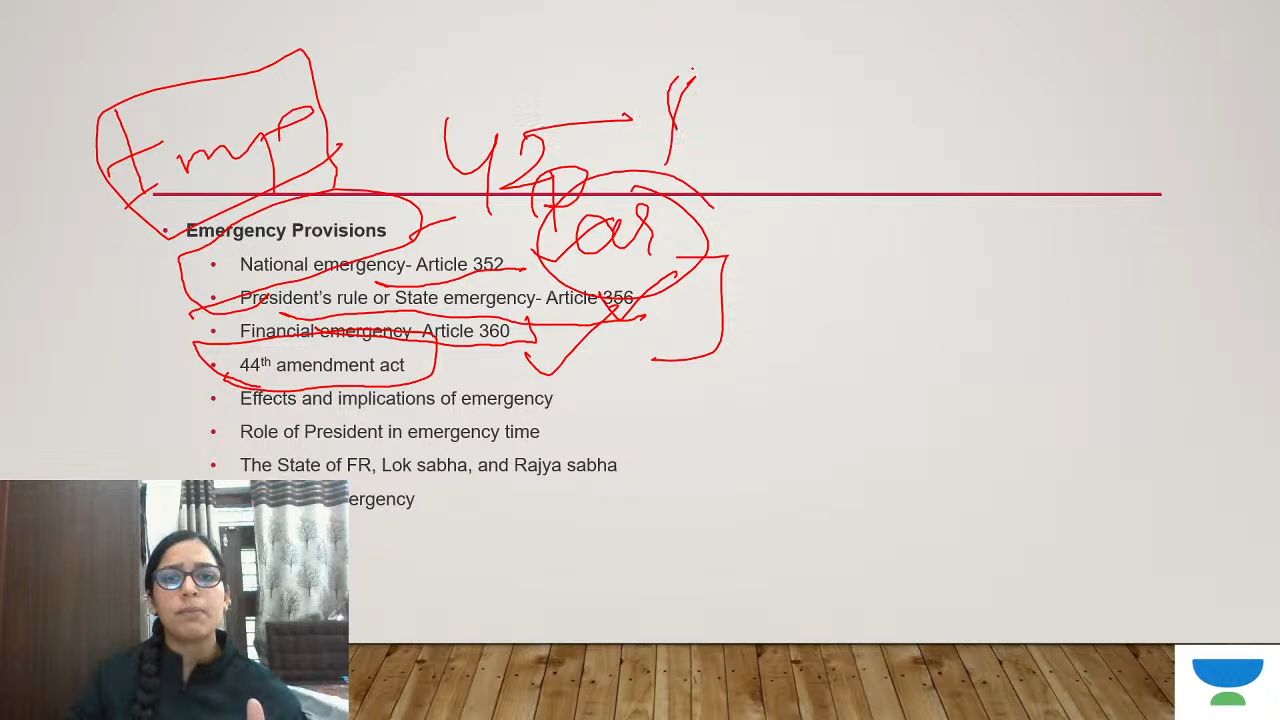 Imp
42
Par
• Emergency Provisions
• National emergency- Article 352
• President's rule or State emergency- Article 356
• Financial emergency- Article 360
• 44th amendment act
• Effects and implications of emergency
• Role of President in emergency time
• The State of FR, Lok sabha, and Rajya sabha
ergency